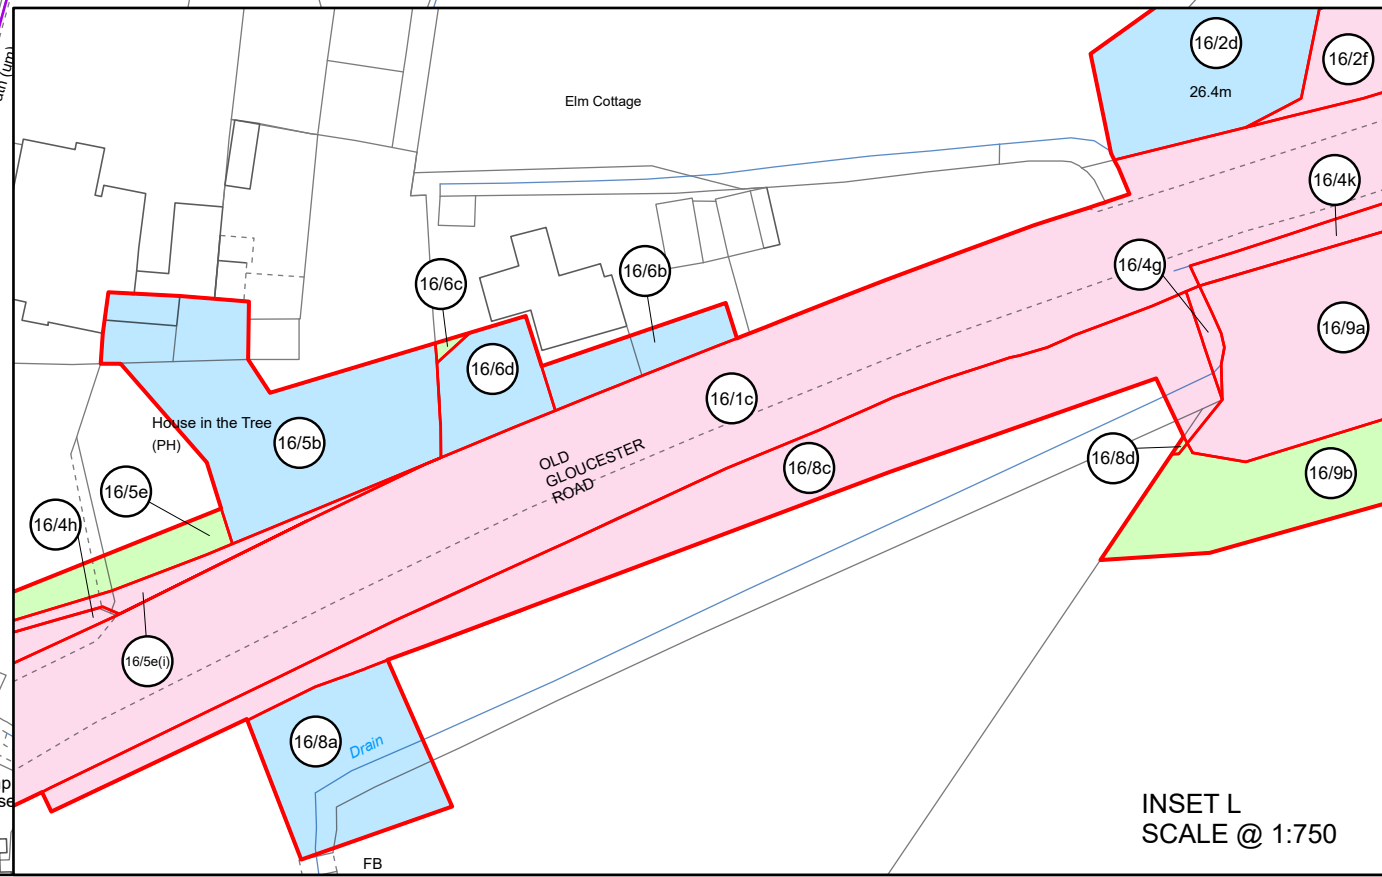 16/2d
16/2f
26.4m
Elm Cottage
16/4k
16/4g
16/6c
16/6b
16/9a
16/6d
16/1c
House in the Tree
(PH)
16/5b
OLD
GLOUCESTER
ROAD
16/8c
16/8d
16/9b
16/5e
16/4h
16/5e(i)
16/8a
Drain
FB
INSET L
SCALE @ 1:750